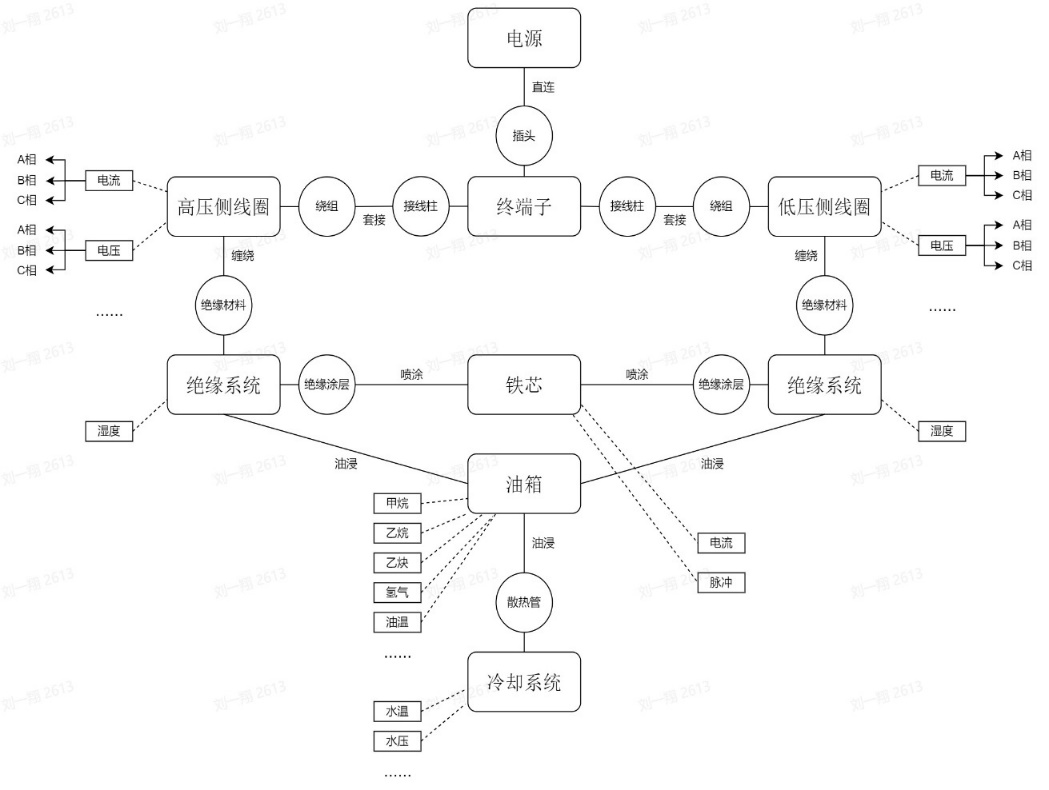 电源
直连
插头
A相
B相
C相
电流
高压侧线圈
绕组
套接
接线柱
终端子
接线柱
套接
绕组
低压侧线圈
电流
A相
B相
C相
A相
B相
C相
电压
缠绕
缠绕
电压
A相
B相
C相
……
绝缘材料
绝缘材料
……
绝缘系统
绝缘涂层
喷涂
铁芯
喷涂
绝缘涂层
绝缘系统
湿度
湿度
油浸
油箱
油浸
甲烷
乙烷
乙炔
氢气
油温
……
油浸
电流
脉冲
散热管
冷却系统
水温
水压
……
刘一翔 2613